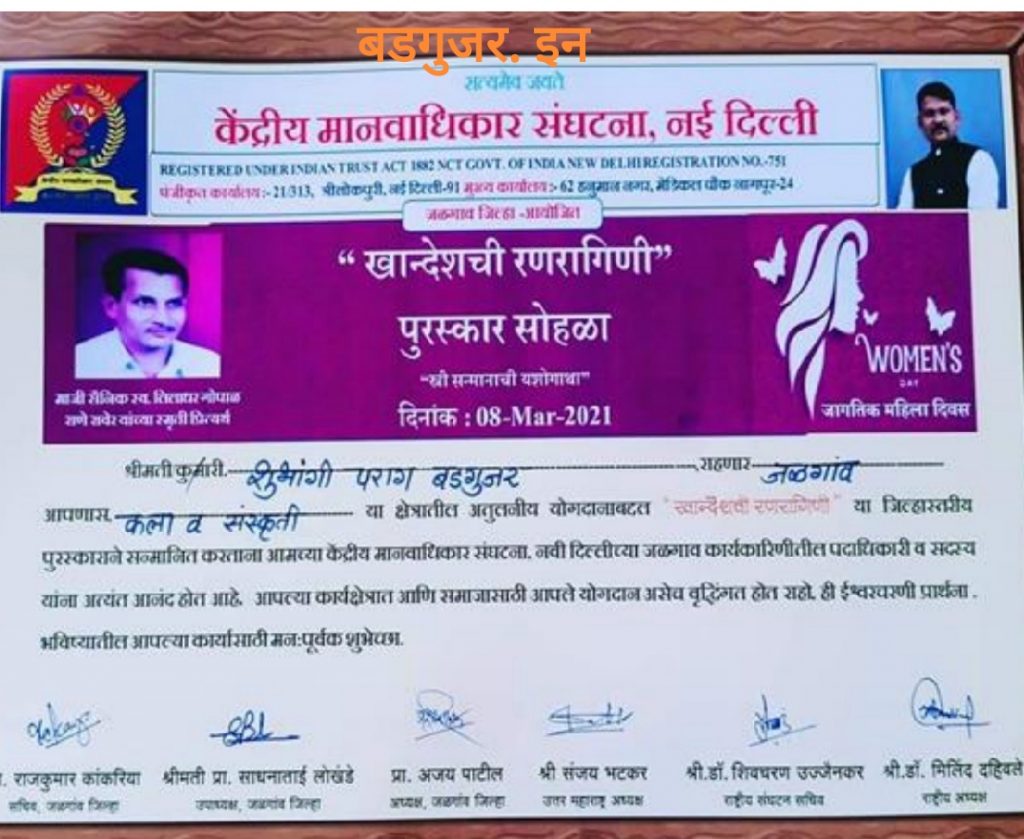 बडगुजर. इन
सत्यमेव जयते
केंद्रीय मानवाधिकार संघटना, नई दिल्ली
REGISTERED UNDER INDIAN TRUST ACT 1882 NCT GOVT. OF INDIA NEW DELHI REGISTRATION NO.-751
पंजीकृत कार्यालय:- 21/313, त्रीलोकपुरी, नई दिल्ली-91 मुख्य कार्यालय:- 62 हनुमान नगर, मेडिकल चौक नागपूर-24
जळगाव जिल्हा -आयोजित
“ खान्देशची रणरागिणी”
पुरस्कार सोहळा
“स्त्री सन्मानाची यशोगाथा”
दिनांक : 08-Mar-2021
माजी सैनिक स्व. लिलाधर गोपाळ
राणे रावेर यांच्या स्मृती प्रित्यर्थ
WOMEN'S
DAY
जागतिक महिला दिवस
श्रीमती कुमारी. शुभांगी पराग बडगुजर राहणार जळगांव
आपणास, कला व संस्कृती या क्षेत्रातील अतुलनीय योगदानाबदल "खान्देशची रणरागिणी" या जिल्हास्तरीय
पुरस्काराने सन्मानित करताना आमच्या केंद्रीय मानवाधिकार संघटना. नवी दिल्लीच्या जळगाव कार्यकारिणीतील पदाधिकारी व सदस्य
यांना अत्यंत आनंद होत आहे. आपल्या कार्यक्षेत्रात आणि समाजासाठी आपले योगदान असेच वृद्धिंगत होत राहो. ही ईश्वरचरणी प्रार्थना .
भविष्यातील आपल्या कार्यासाठी मन:पूर्वक शुभेच्छा.
राजकुमार कांकरिया श्रीमती प्रा. साधनाताई लोखंडे प्रा. अजय पाटील श्री संजय भटकर श्री.डॉ. शिवचरण उज्जैनकर श्री.डॉ. मिलिंद दहिवले
सचिव, जळगांव जिल्हा उपाध्यक्ष, जळगांव जिल्हा अध्यक्ष, जळगांव जिल्हा उत्तर महाराष्ट्र अध्यक्ष राष्ट्रीय संघटन सचिव राष्ट्रीय अध्यक्ष